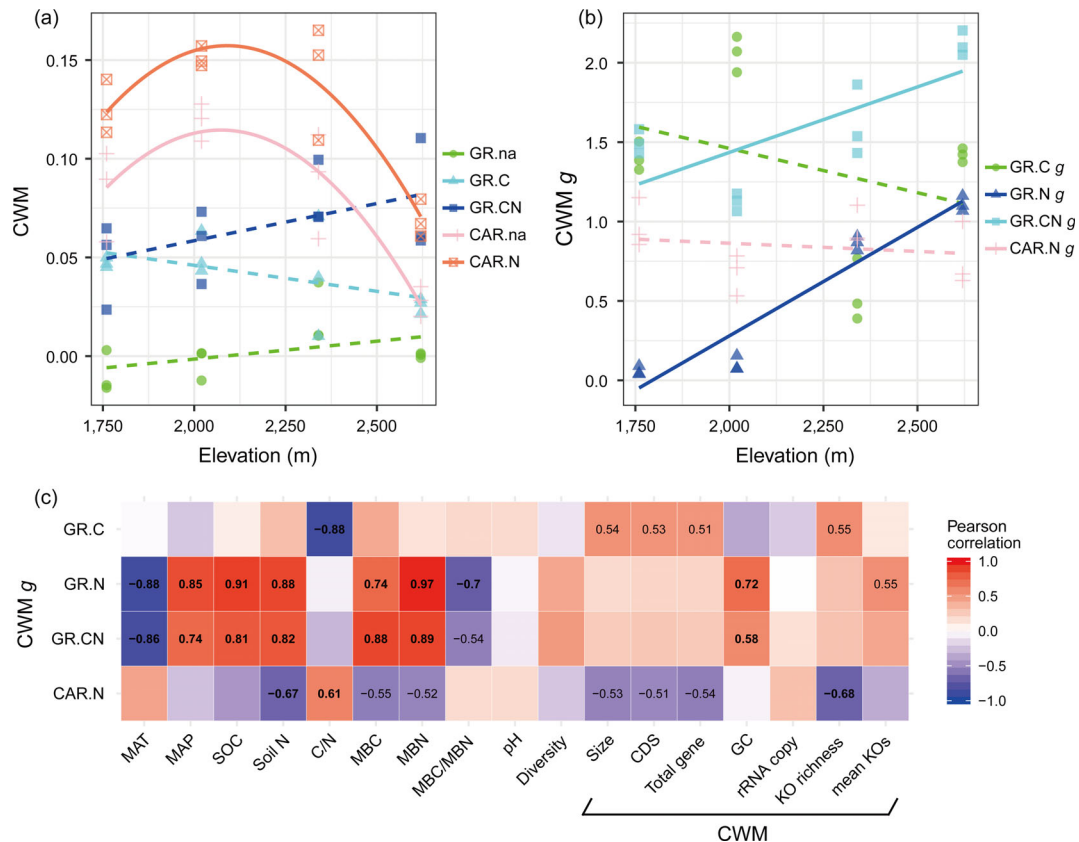 (a)
0.15
0.10
0.05
0.00
CWM
1,750
2,000
2,250
2,500
Elevation (m)
GR.na
GR.C
GR.CN
CAR.na
CAR.N
(b)
2.0
1.5
1.0
0.5
0.0
CWM g
1,750
2,000
2,250
2,500
Elevation (m)
GR.C g
GR.N g
GR.CN g
CAR.N g
(c)
CWM g
GR.C
−0.88 0.54 0.53 0.51 0.55
GR.N
−0.88 0.85 0.91 0.88 0.74 0.97 −0.7 0.72 0.55
GR.CN
−0.86 0.74 0.81 0.82 0.88 0.89 −0.54 0.58
CAR.N
−0.67 0.61 −0.55 −0.52 −0.53 −0.51 −0.54 −0.68
MAT
MAP
SOC
Soil N
C/N
MBC
MBN
MBC/MBN
pH
Diversity
Size
CDS
Total gene
GC
rRNA copy
KO richness
mean KOs
CWM
Pearson
correlation
1.0
0.5
0.0
−0.5
−1.0